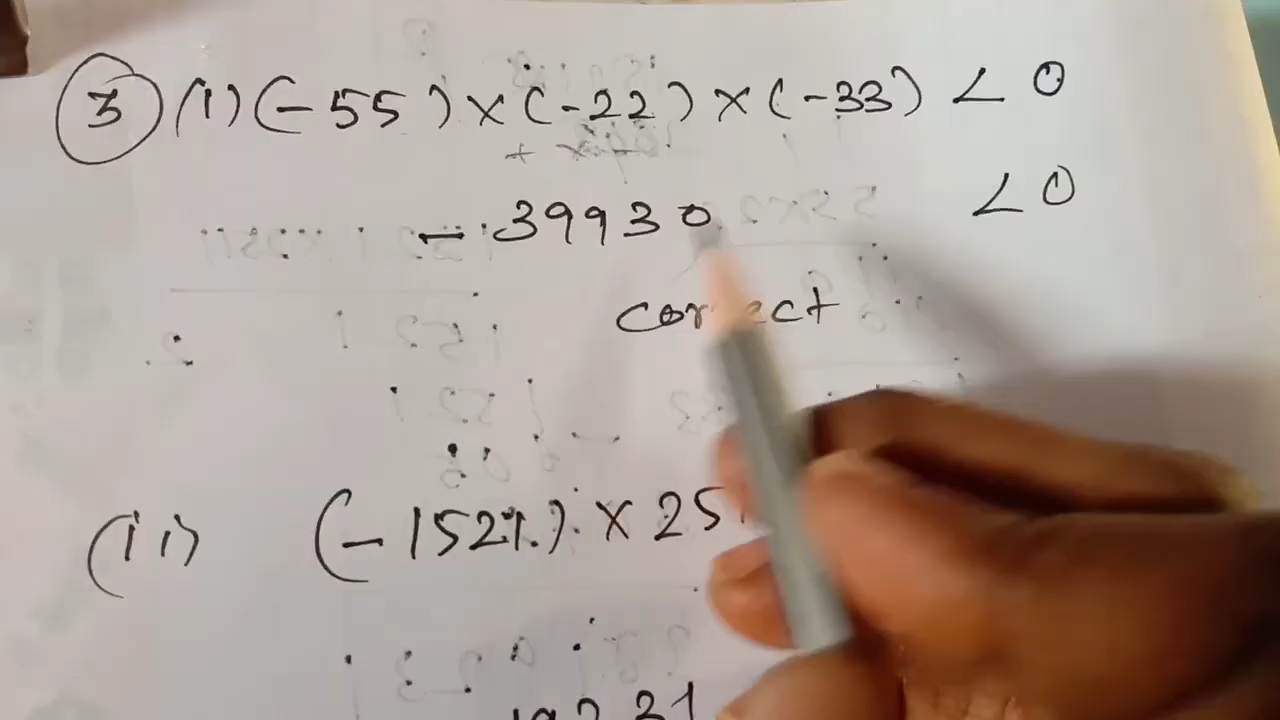 ③ (i) (-55) × (-22) × (-33) < 0
+ × -
- 39930 < 0
correct
(ii) (-1521) × 25